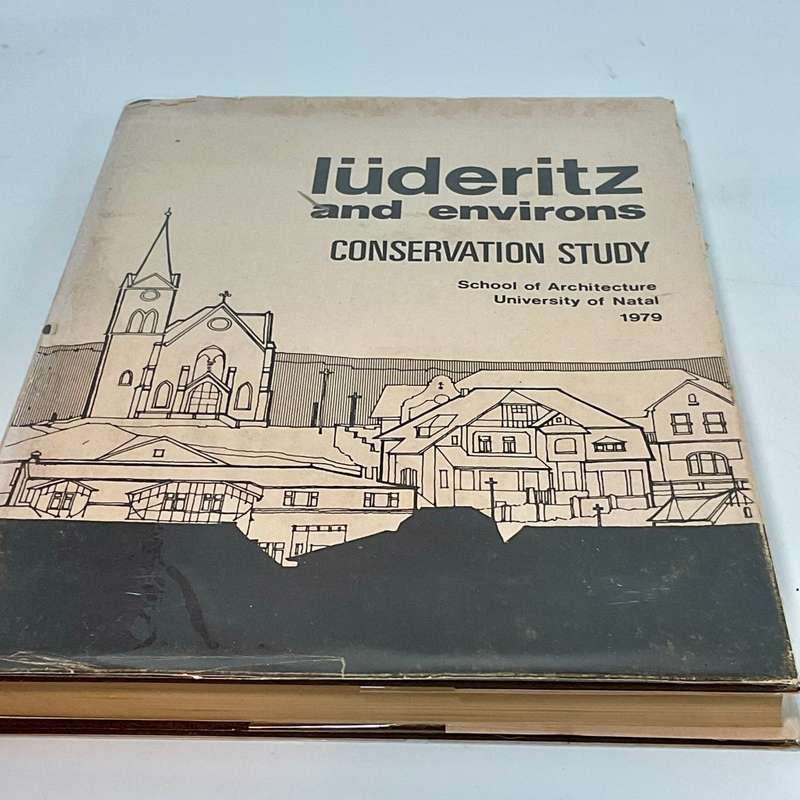 lüderitz
and environs
CONSERVATION STUDY
School of Architecture
University of Natal
1979